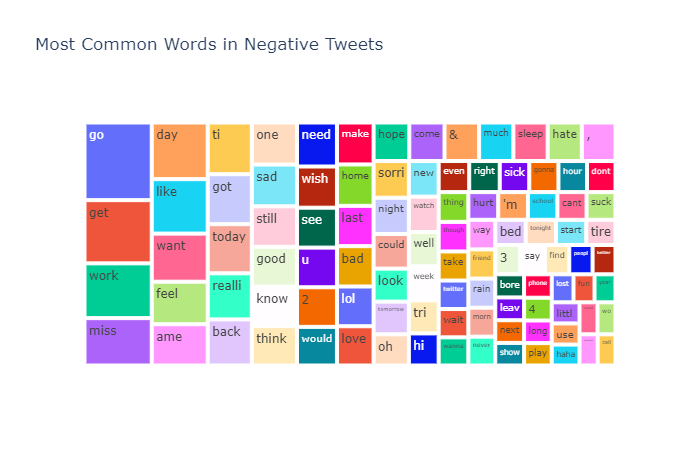 Most Common Words in Negative Tweets
go
get
work
miss
day
like
want
feel
ame
ti
got
today
realli
back
one
sad
still
good
know
think
need
wish
see
u
2
would
make
home
last
bad
lol
love
hope
sorri
night
could
look
tomorrow
oh
come
new
watch
well
week
tri
hi
&
much
sleep
hate
,
even
right
sick
gonna
hour
dont
thing
hurt
'm
school
cant
suck
though
way
bed
tonight
start
tire
take
friend
3
say
find
peopl
twitter
rain
bore
phone
lost
full
wait
morn
leav
4
littl
wo
wanna
never
next
long
use
show
play
haha
call